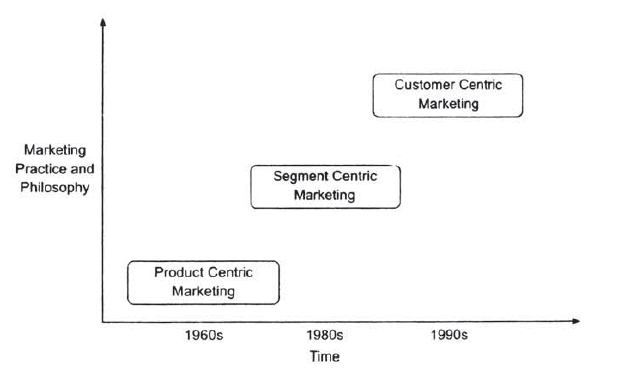 Customer Centric
Marketing
Marketing
Practice and
Philosophy
Segment Centric
Marketing
Product Centric
Marketing
1960s 1980s 1990s
Time